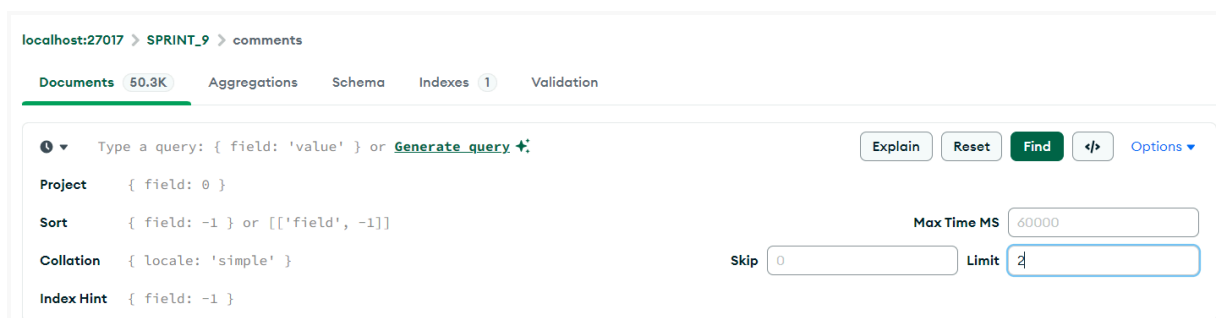 localhost:27017 > SPRINT_9 > comments
Documents 50.3K Aggregations Schema Indexes 1 Validation
Type a query: { field: 'value' } or Generate query Explain Reset Find </> Options
Project { field: 0 }
Sort { field: -1 } or [['field', -1]] Max Time MS 60000
Collation { locale: 'simple' } Skip 0 Limit 2
Index Hint { field: -1 }